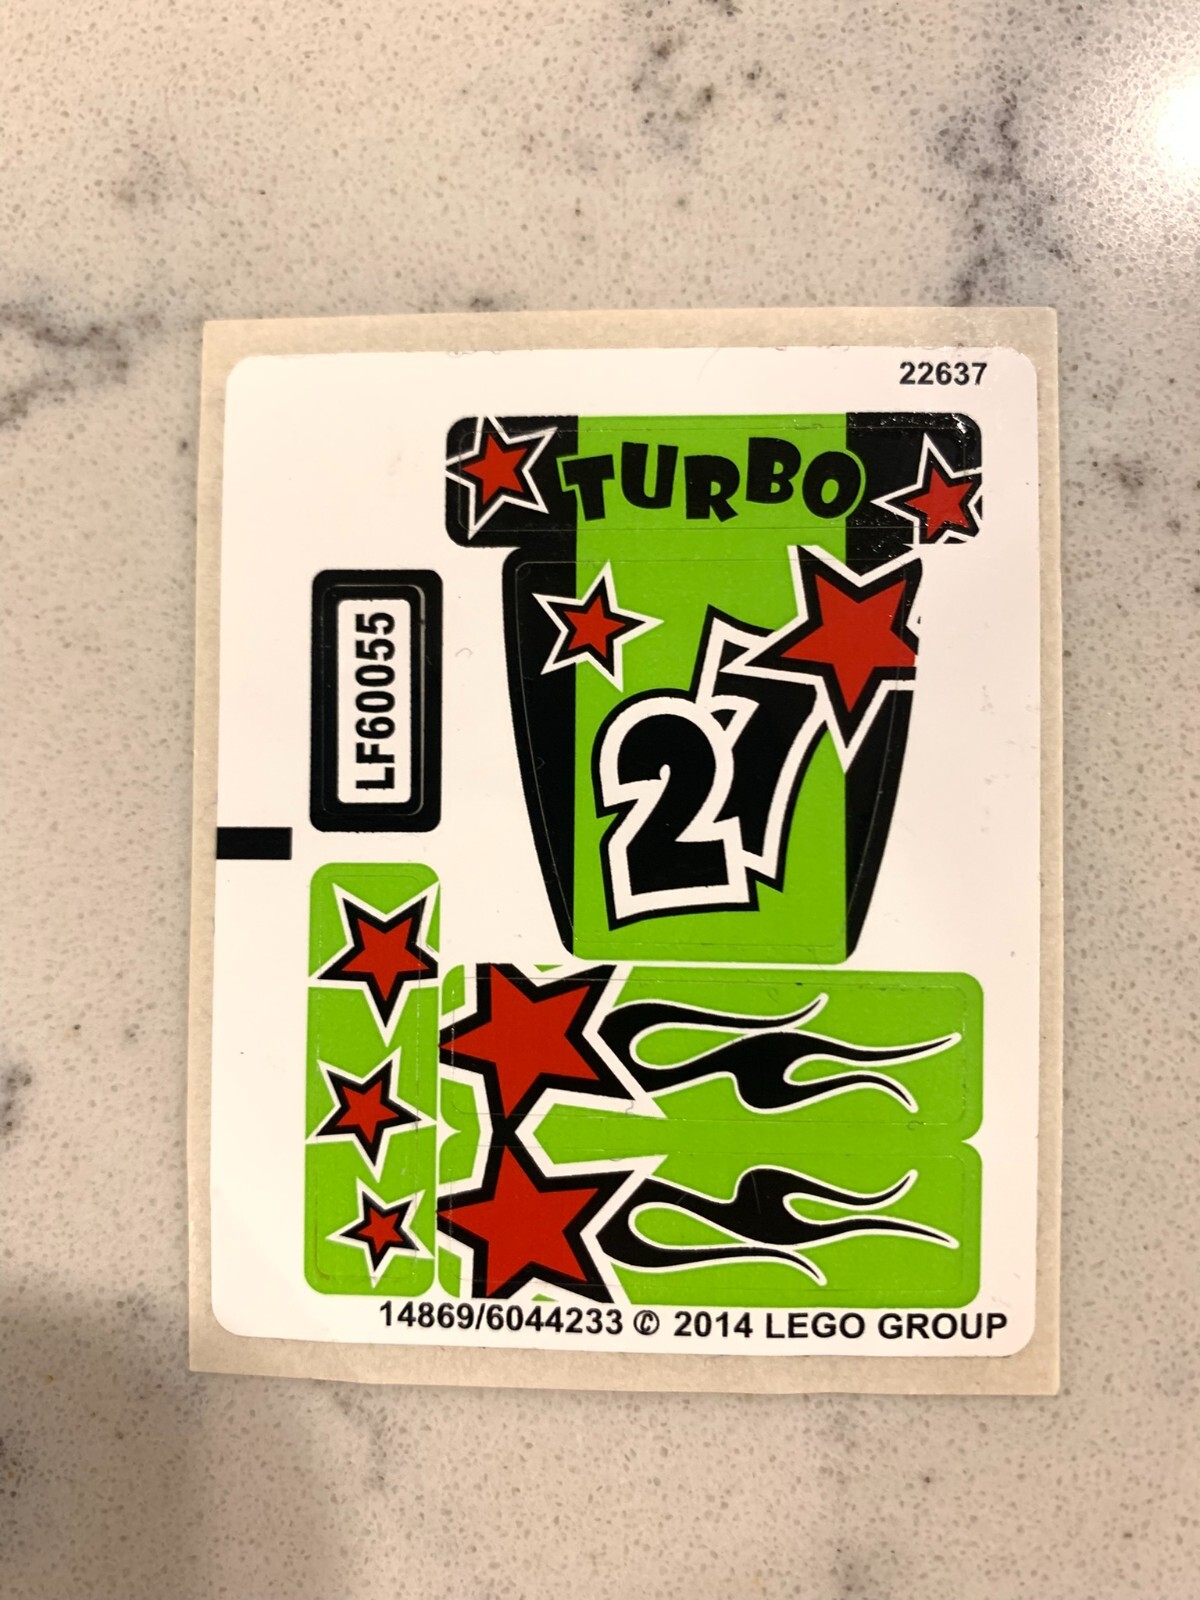 22637
TURBO
27
LF60055
14869/6044233 © 2014 LEGO GROUP